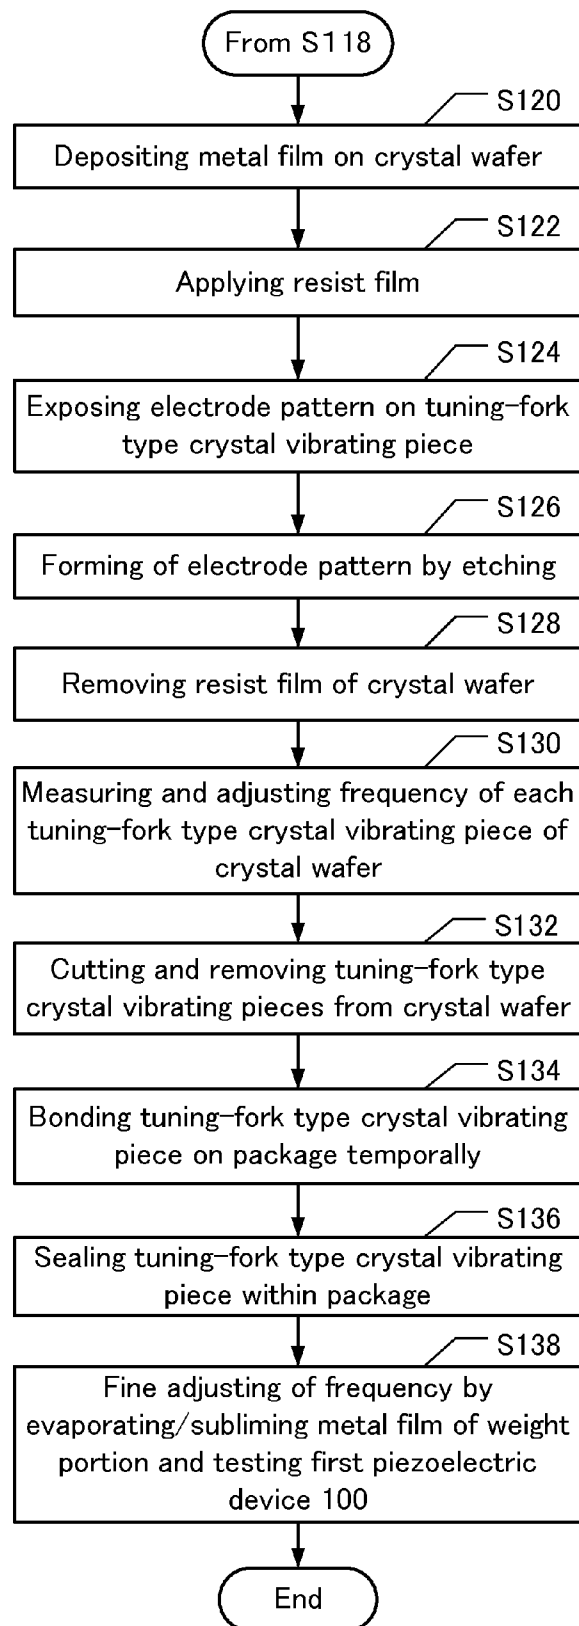 From S118
S120
Depositing metal film on crystal wafer
S122
Applying resist film
S124
Exposing electrode pattern on tuning-fork
type crystal vibrating piece
S126
Forming of electrode pattern by etching
S128
Removing resist film of crystal wafer
S130
Measuring and adjusting frequency of each
tuning-fork type crystal vibrating piece of
crystal wafer
S132
Cutting and removing tuning-fork type
crystal vibrating pieces from crystal wafer
S134
Bonding tuning-fork type crystal vibrating
piece on package temporally
S136
Sealing tuning-fork type crystal vibrating
piece within package
S138
Fine adjusting of frequency by
evaporating/subliming metal film of weight
portion and testing first piezoelectric
device 100
End